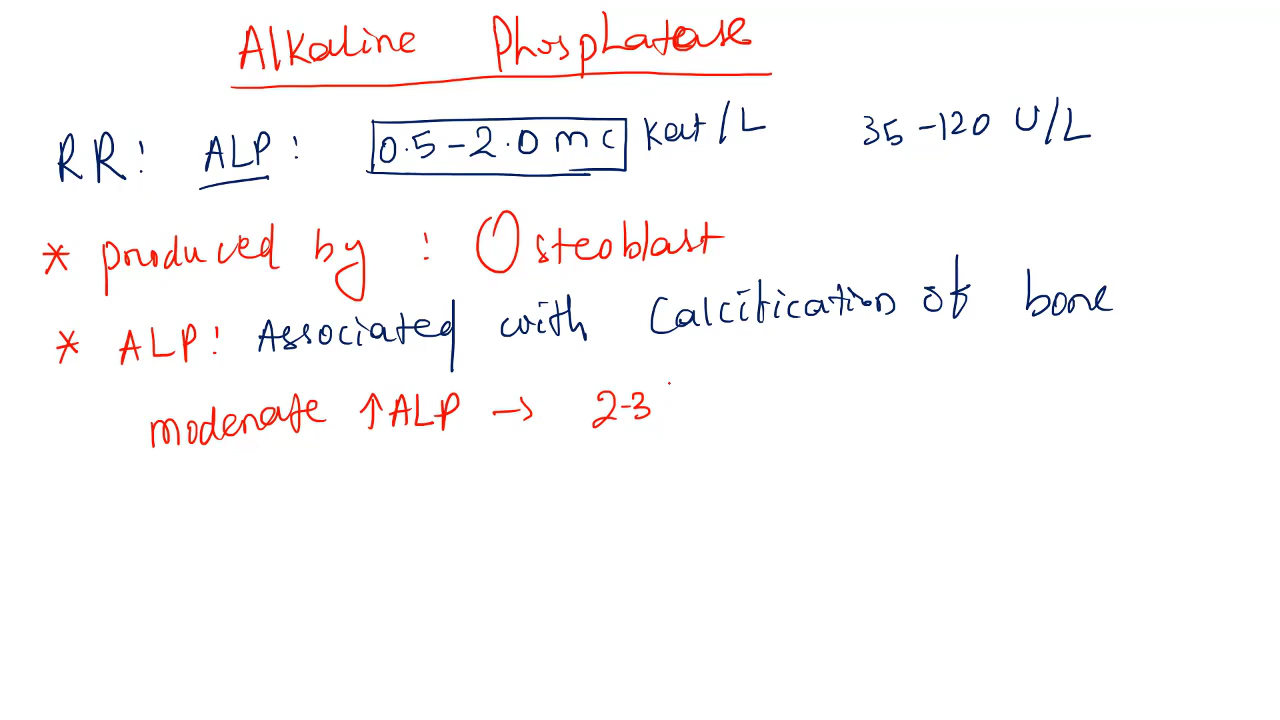 Alkaline Phosphatase
RR: ALP: 0.5-2.0 mc Kat/L 35-120 U/L
* produced by : Osteoblast
* ALP: Associated with Calcification of bone
moderate ↑ALP → 2-3